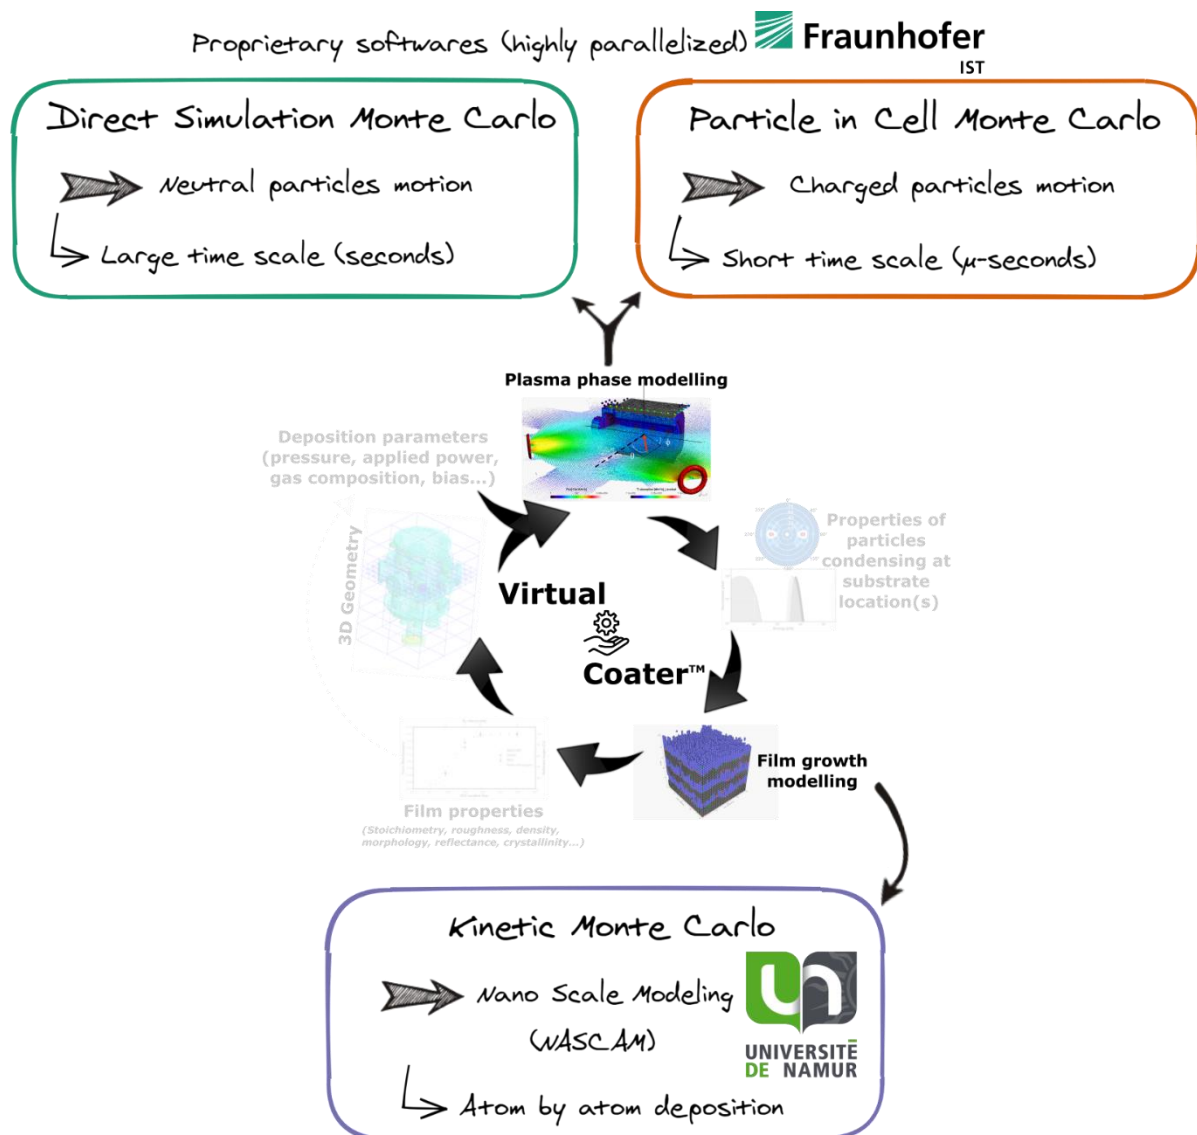 Proprietary softwares (highly parallelized)
Fraunhofer
IST
Direct Simulation Monte Carlo
Neutral particles motion
Large time scale (seconds)
Particle in Cell Monte Carlo
Charged particles motion
Short time scale (μ-seconds)
Plasma phase modelling
Deposition parameters
(pressure, applied power,
gas composition, bias...)
3D Geometry
Properties of
particles
condensing at
substrate
location(s)
Virtual
Coater™
Film growth
modelling
Film properties
(Stoichiometry, roughness, density,
morphology, reflectance, crystallinity...)
Kinetic Monte Carlo
Nano Scale Modeling
(NASCAM)
Atom by atom deposition
UNIVERSITÉ
DE NAMUR